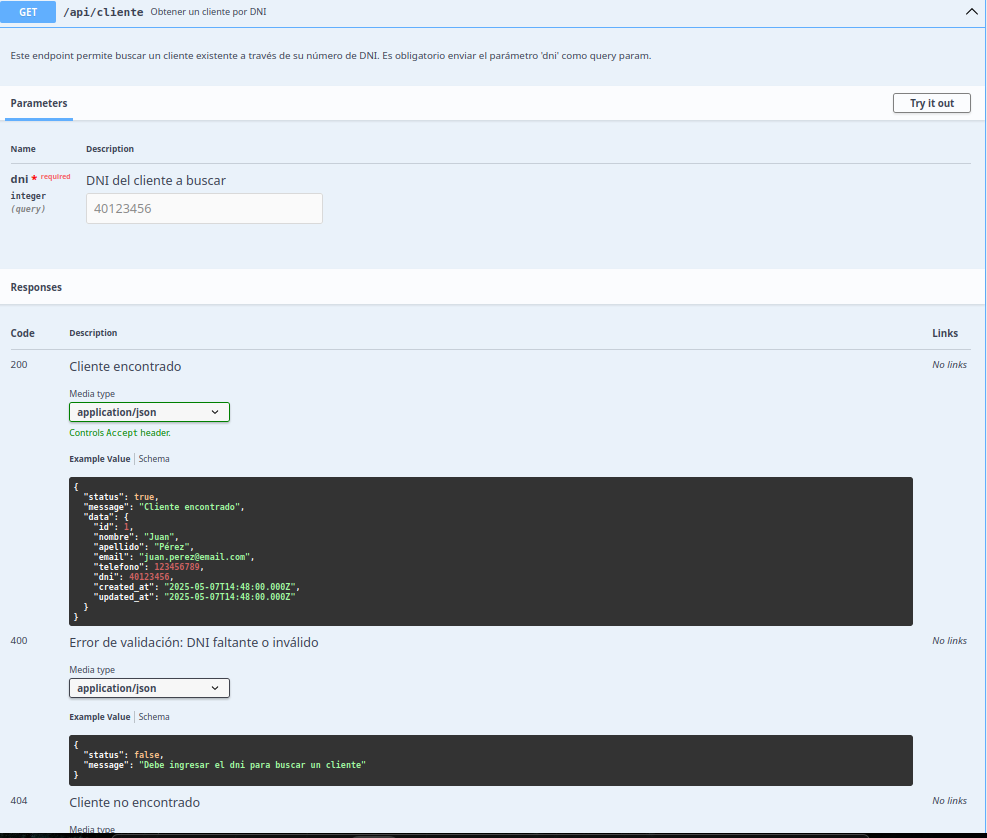 GET /api/cliente Obtener un cliente por DNI
Este endpoint permite buscar un cliente existente a través de su número de DNI. Es obligatorio enviar el parámetro 'dni' como query param.
Parameters Try it out
Name Description
dni * required DNI del cliente a buscar
integer
(query)
40123456
Responses
Code Description Links
200 Cliente encontrado No links
Media type
application/json
Controls Accept header.
Example Value Schema
{
"status": true,
"message": "Cliente encontrado",
"data": {
"id": 1,
"nombre": "Juan",
"apellido": "Pérez",
"email": "juan.perez@email.com",
"telefono": 123456789,
"dni": 40123456,
"created_at": "2025-05-07T14:48:00.000Z",
"updated_at": "2025-05-07T14:48:00.000Z"
}
}
400 Error de validación: DNI faltante o inválido No links
Media type
application/json
Example Value Schema
{
"status": false,
"message": "Debe ingresar el dni para buscar un cliente"
}
404 Cliente no encontrado No links
Media type